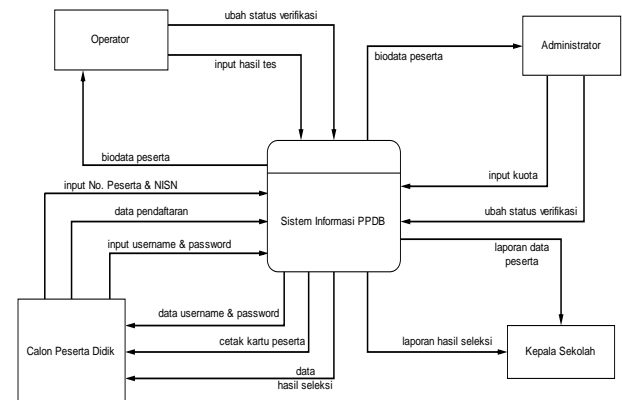 ubah status verifikasi
Operator
input hasil tes
Administrator
biodata peserta
biodata peserta
input kuota
input No. Peserta & NISN
data pendaftaran
Sistem Informasi PPDB
ubah status verifikasi
input username & password
laporan data
peserta
data username & password
cetak kartu peserta
laporan hasil seleksi
Calon Peserta Didik
Kepala Sekolah
data
hasil seleksi